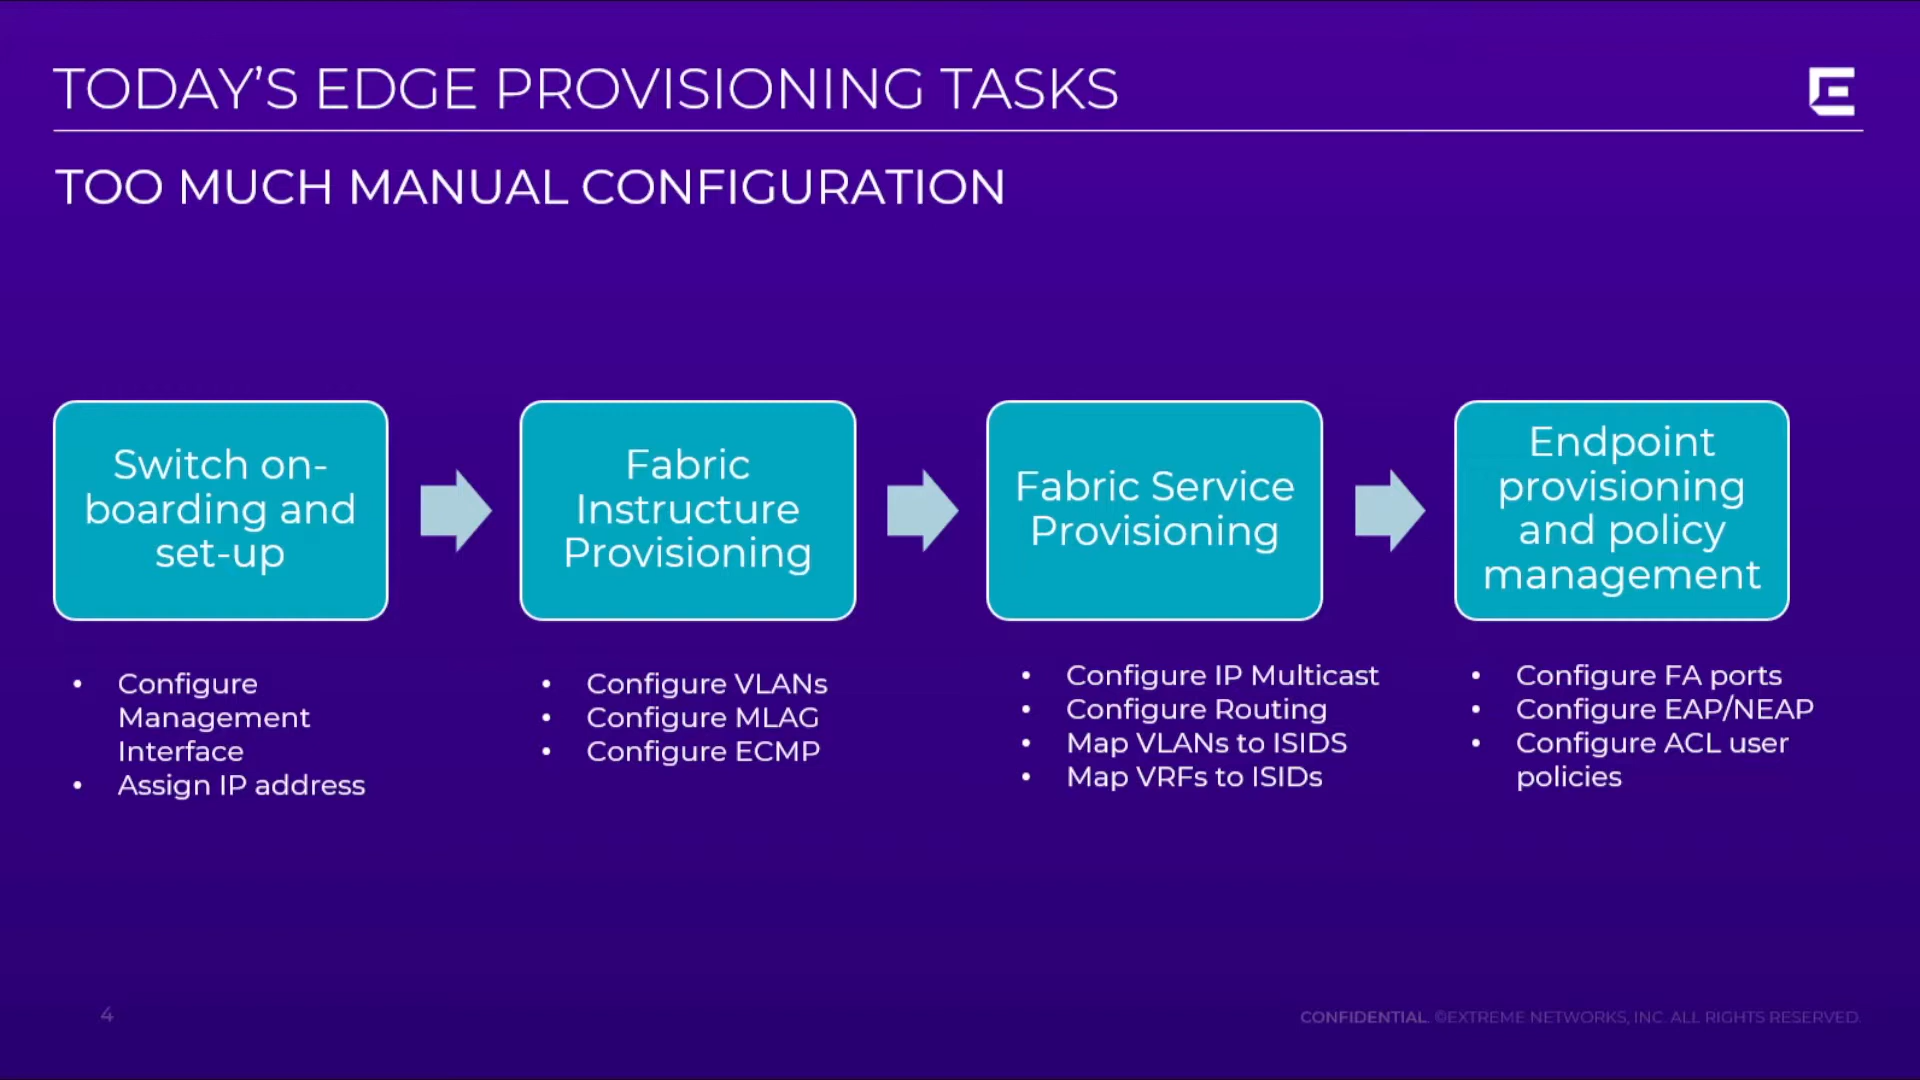 TODAY'S EDGE PROVISIONING TASKS
TOO MUCH MANUAL CONFIGURATION
Switch on-
boarding and
set-up
Fabric
Instructure
Provisioning
Fabric Service
Provisioning
Endpoint
provisioning
and policy
management
• Configure
Management
Interface
• Assign IP address
• Configure VLANs
• Configure MLAG
• Configure ECMP
• Configure IP Multicast
• Configure Routing
• Map VLANs to ISIDS
• Map VRFs to ISIDs
• Configure FA ports
• Configure EAP/NEAP
• Configure ACL user
policies
4
CONFIDENTIAL. ©EXTREME NETWORKS, INC. ALL RIGHTS RESERVED.